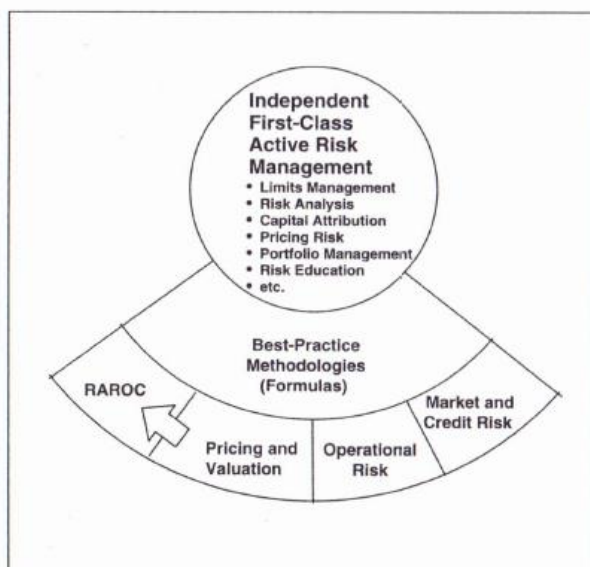 Independent
First-Class
Active Risk
Management
• Limits Management
• Risk Analysis
• Capital Attribution
• Pricing Risk
• Portfolio Management
• Risk Education
• etc.
Best-Practice
Methodologies
(Formulas)
RAROC
Pricing and
Valuation
Operational
Risk
Market and
Credit Risk